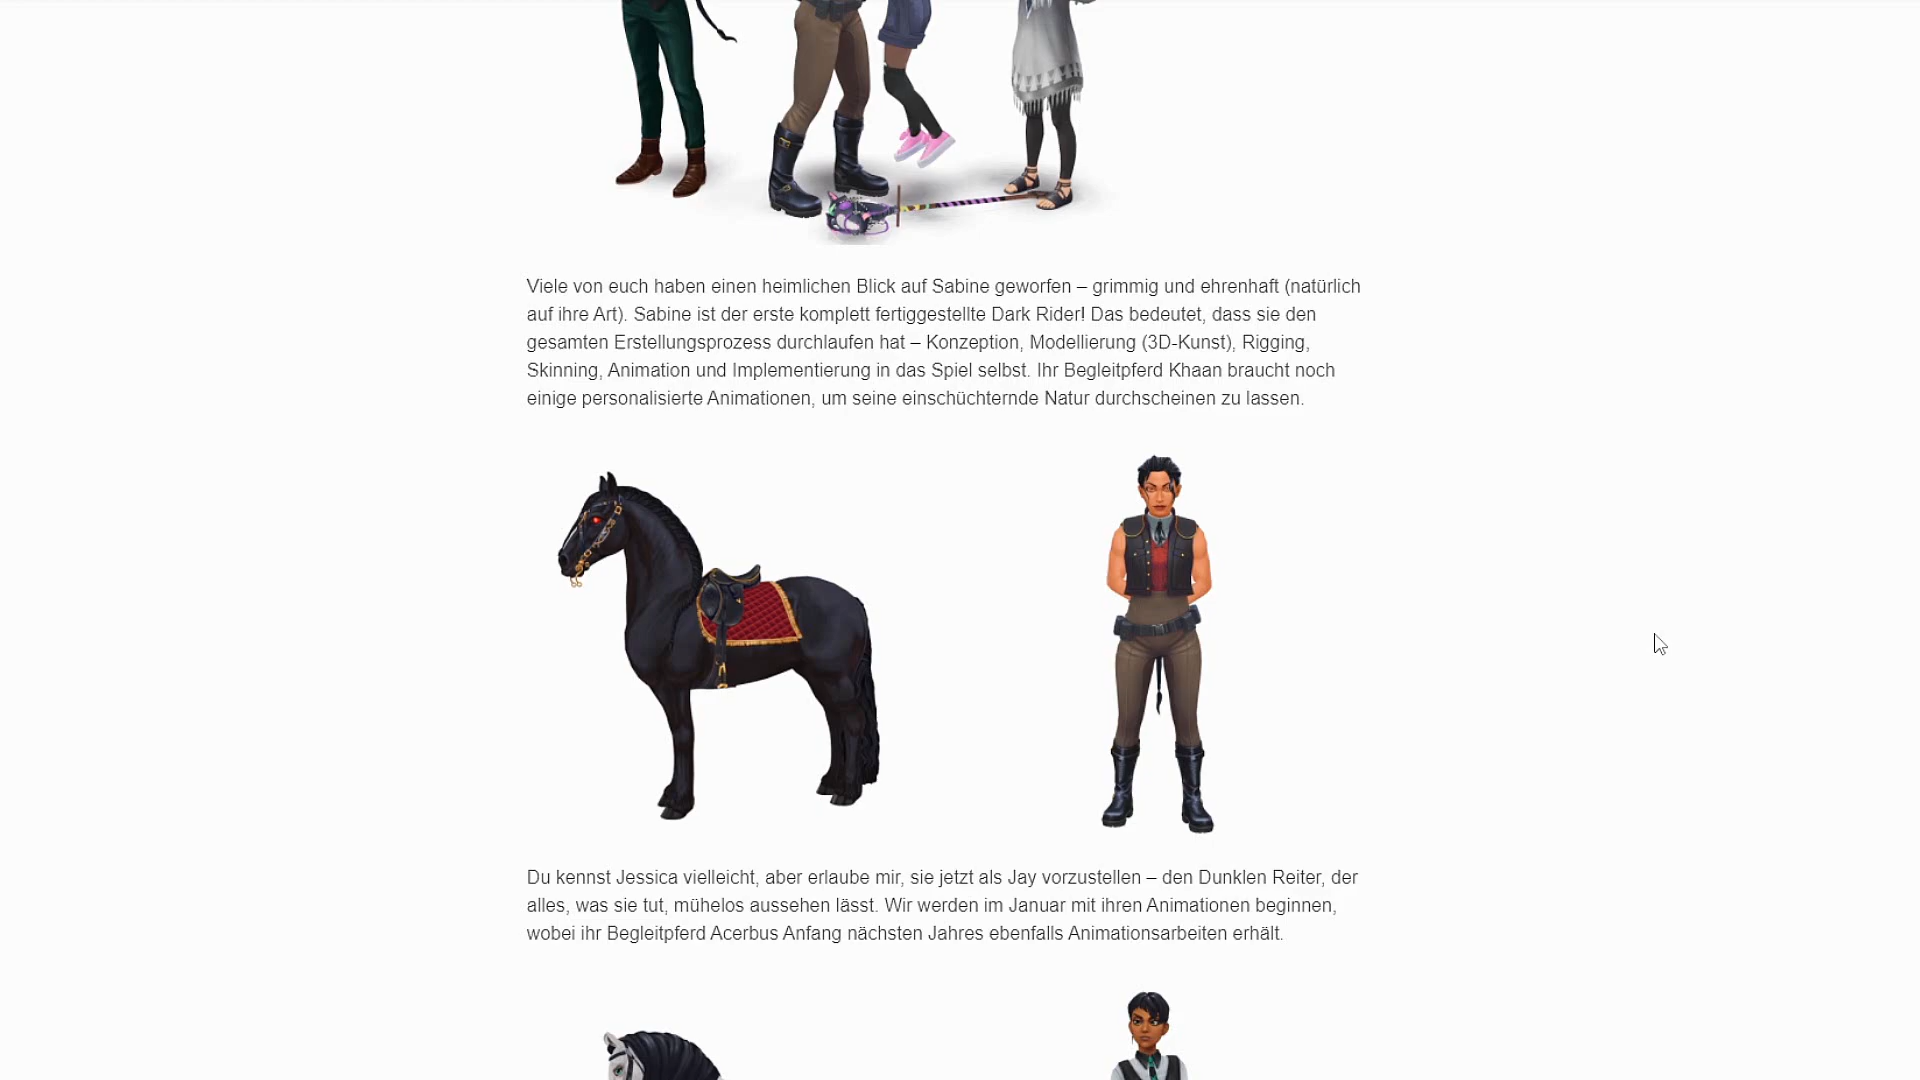 Viele von euch haben einen heimlichen Blick auf Sabine geworfen – grimmig und ehrenhaft (natürlich
auf ihre Art). Sabine ist der erste komplett fertiggestellte Dark Rider! Das bedeutet, dass sie den
gesamten Erstellungsprozess durchlaufen hat – Konzeption, Modellierung (3D-Kunst), Rigging,
Skinning, Animation und Implementierung in das Spiel selbst. Ihr Begleitpferd Khaan braucht noch
einige personalisierte Animationen, um seine einschüchternde Natur durchscheinen zu lassen.
Du kennst Jessica vielleicht, aber erlaube mir, sie jetzt als Jay vorzustellen – den Dunklen Reiter, der
alles, was sie tut, mühelos aussehen lässt. Wir werden im Januar mit ihren Animationen beginnen,
wobei ihr Begleitpferd Acerbus Anfang nächsten Jahres ebenfalls Animationsarbeiten erhält.